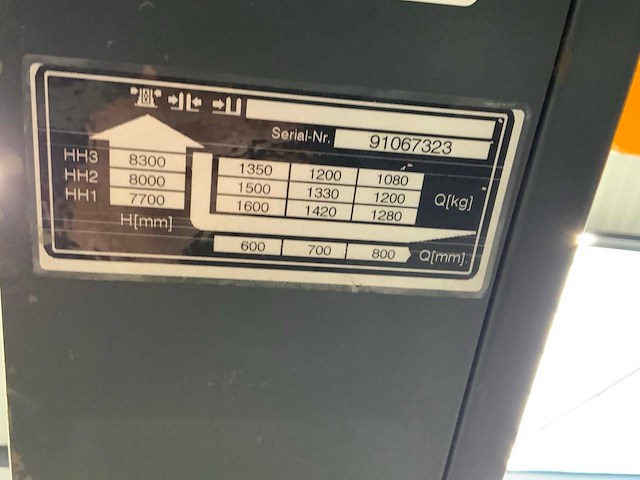 Serial-Nr. 91067323
HH3 8300 1350 1200 1080
HH2 8000 1500 1330 1200 Q[kg]
HH1 7700 1600 1420 1280
H[mm]
600 700 800 Q[mm]